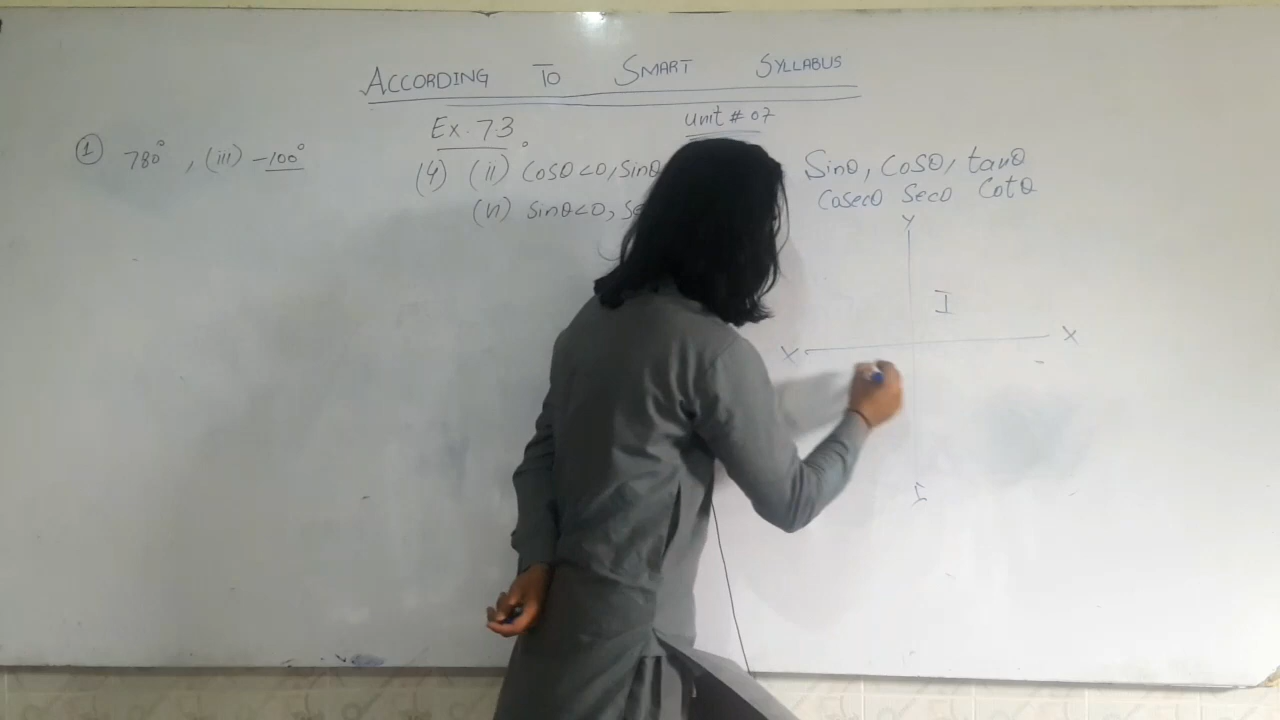 ACCORDING TO SMART SYLLABUS
Ex. 7.3
Unit # 07
① 780°, (iii) -100°
(4) (ii) Cosθ<0, Sinθ
(vi) Sinθ<0, Se
Sinθ, Cosθ, tanθ
Cosecθ Secθ Cotθ
Y
I
X X